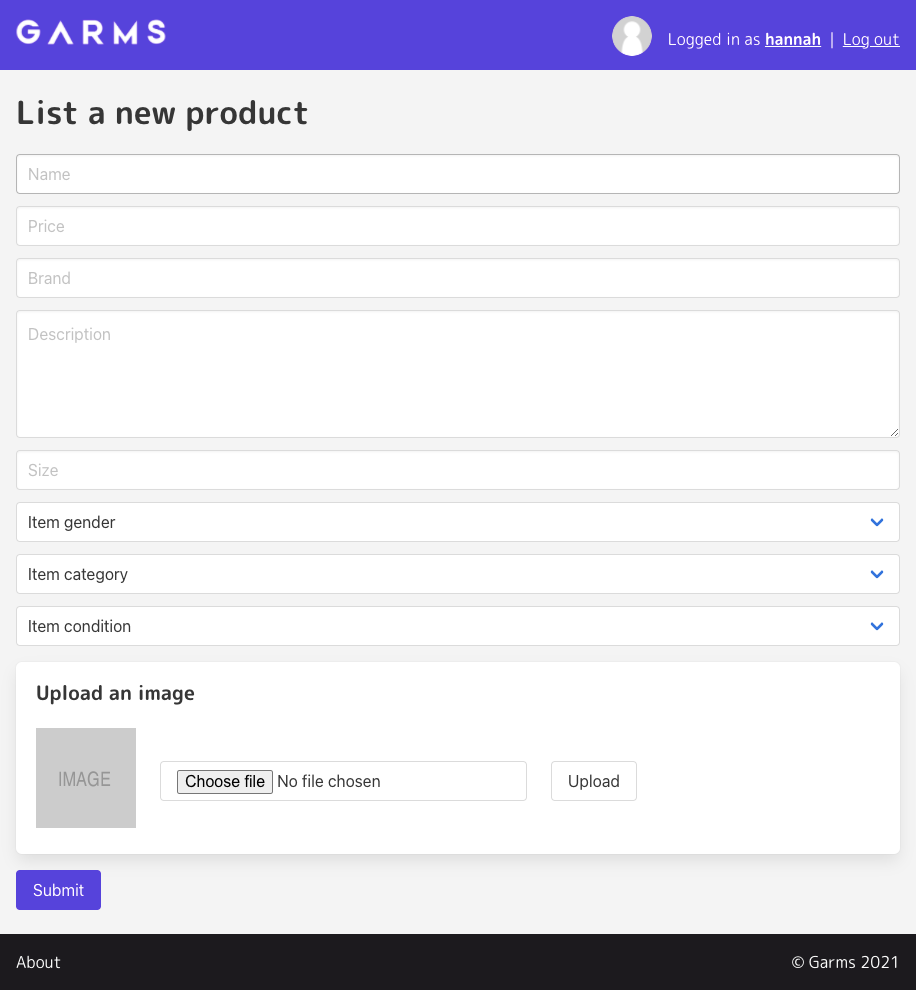 GARMS
Logged in as hannah | Log out
List a new product
Name
Price
Brand
Description
Size
Item gender
Item category
Item condition
Upload an image
IMAGE
Choose file No file chosen
Upload
Submit
About
© Garms 2021